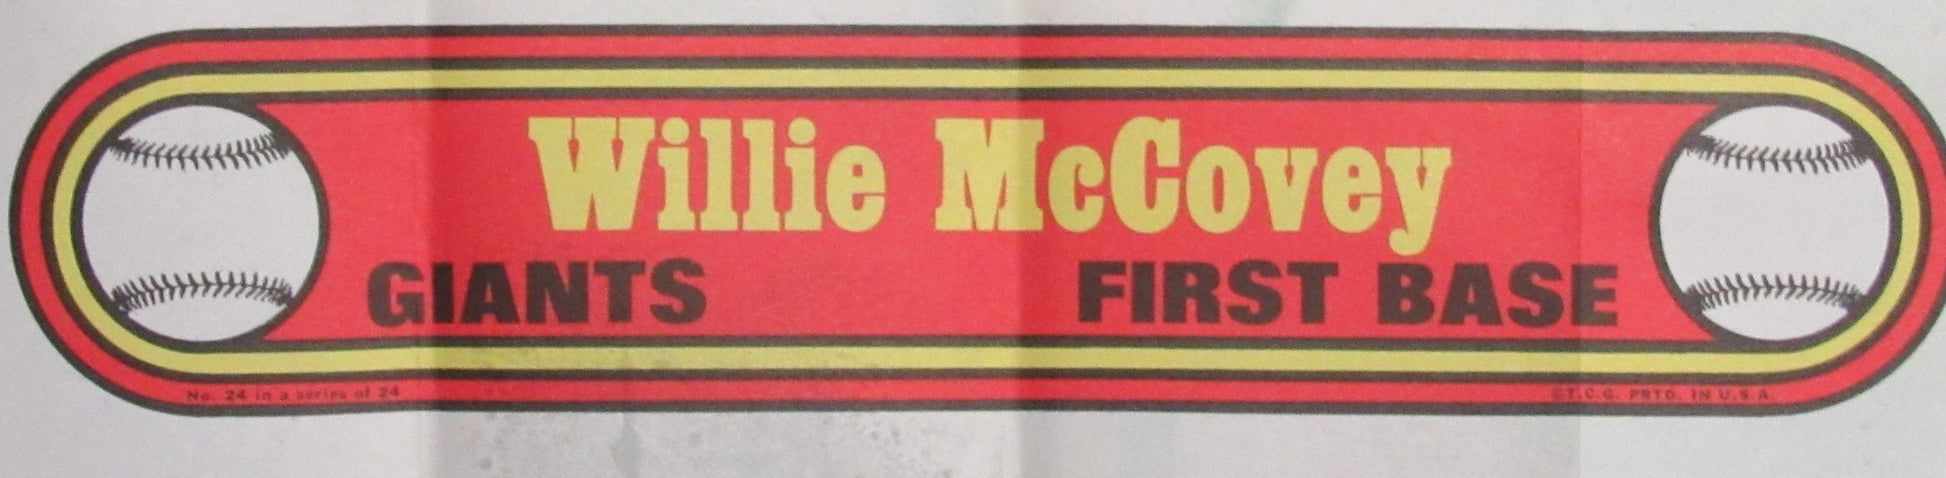 Willie McCovey
GIANTS FIRST BASE
No. 24 in a series of 24 ©T.C.G. PRTD. IN U.S.A.